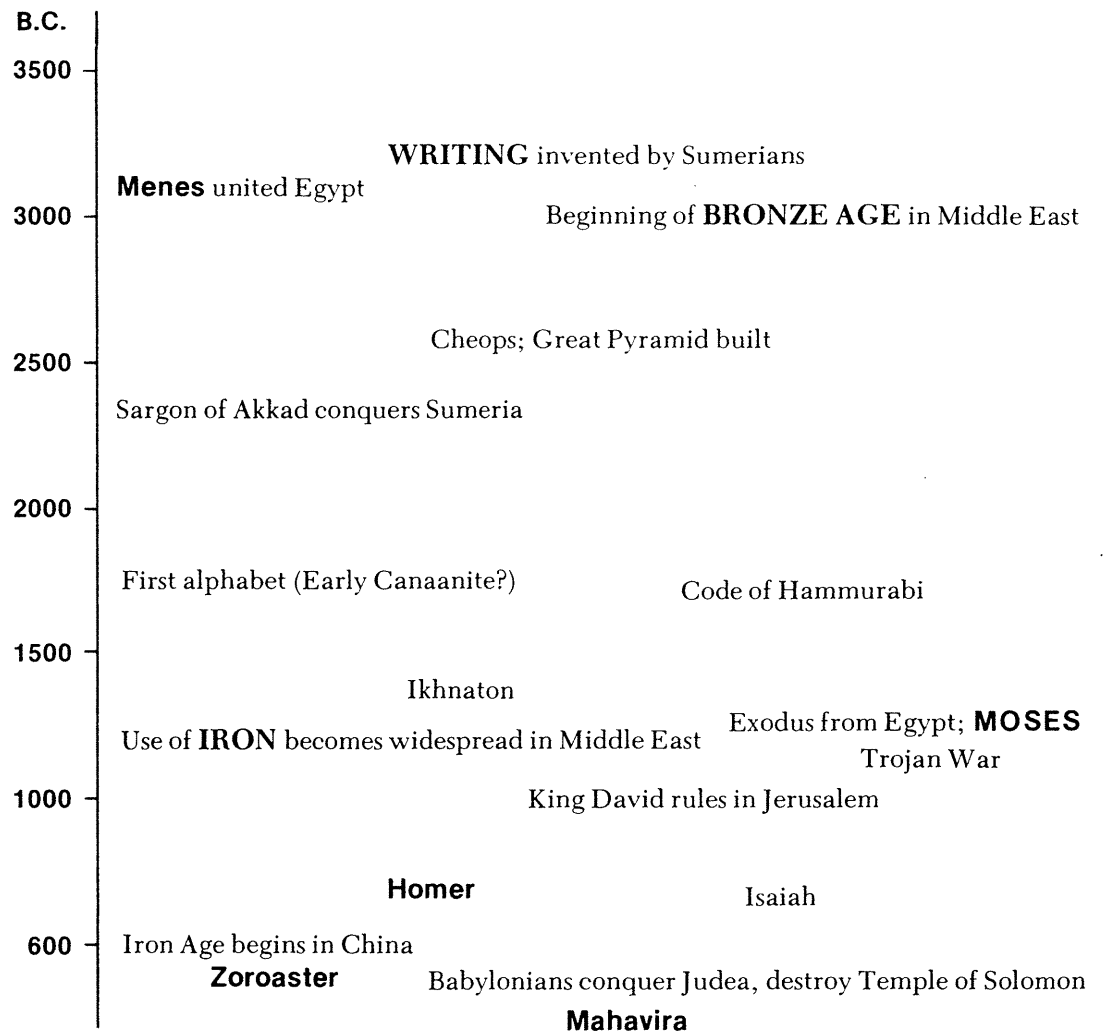 B.C.
3500
WRITING invented by Sumerians
Menes united Egypt
3000
Beginning of BRONZE AGE in Middle East
Cheops; Great Pyramid built
2500
Sargon of Akkad conquers Sumeria
2000
First alphabet (Early Canaanite?)
Code of Hammurabi
1500
Ikhnaton
Exodus from Egypt; MOSES
Use of IRON becomes widespread in Middle East
Trojan War
1000
King David rules in Jerusalem
Homer
Isaiah
600
Iron Age begins in China
Zoroaster
Babylonians conquer Judea, destroy Temple of Solomon
Mahavira